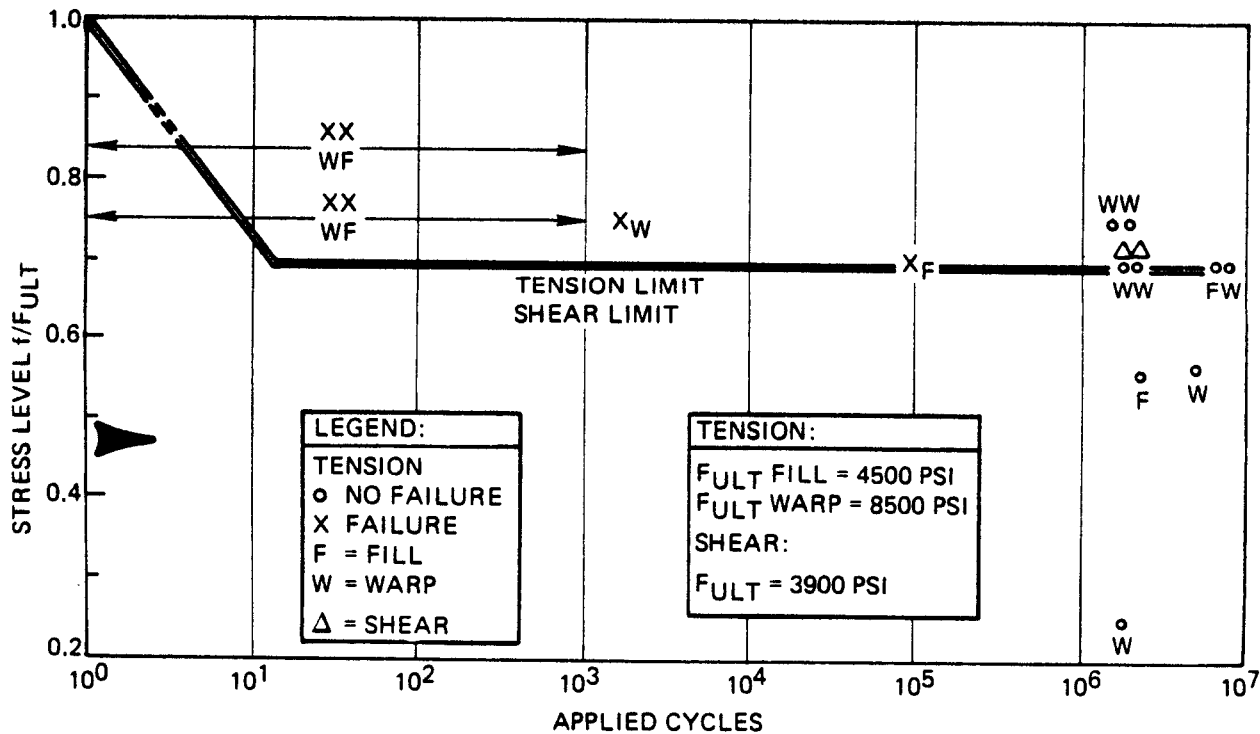 1.0
0.8
0.6
0.4
0.2
STRESS LEVEL f/FULT
XX
WF
XX
WF
XW
XF
TENSION LIMIT
SHEAR LIMIT
WW
WW
FW
F
W
W
LEGEND:
TENSION
o NO FAILURE
X FAILURE
F = FILL
W = WARP
Δ = SHEAR
TENSION:
FULT FILL = 4500 PSI
FULT WARP = 8500 PSI
SHEAR:
FULT = 3900 PSI
10^0 10^1 10^2 10^3 10^4 10^5 10^6 10^7
APPLIED CYCLES